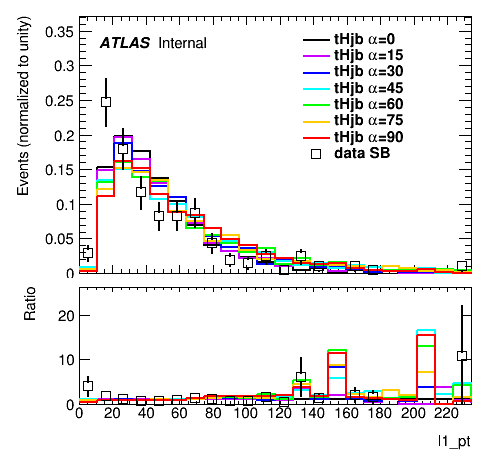 Events (normalized to unity)
0.35
0.3
0.25
0.2
0.15
0.1
0.05
0
ATLAS Internal
tHjb α=0
tHjb α=15
tHjb α=30
tHjb α=45
tHjb α=60
tHjb α=75
tHjb α=90
data SB
Ratio
20
10
0
0 20 40 60 80 100 120 140 160 180 200 220
l1_pt